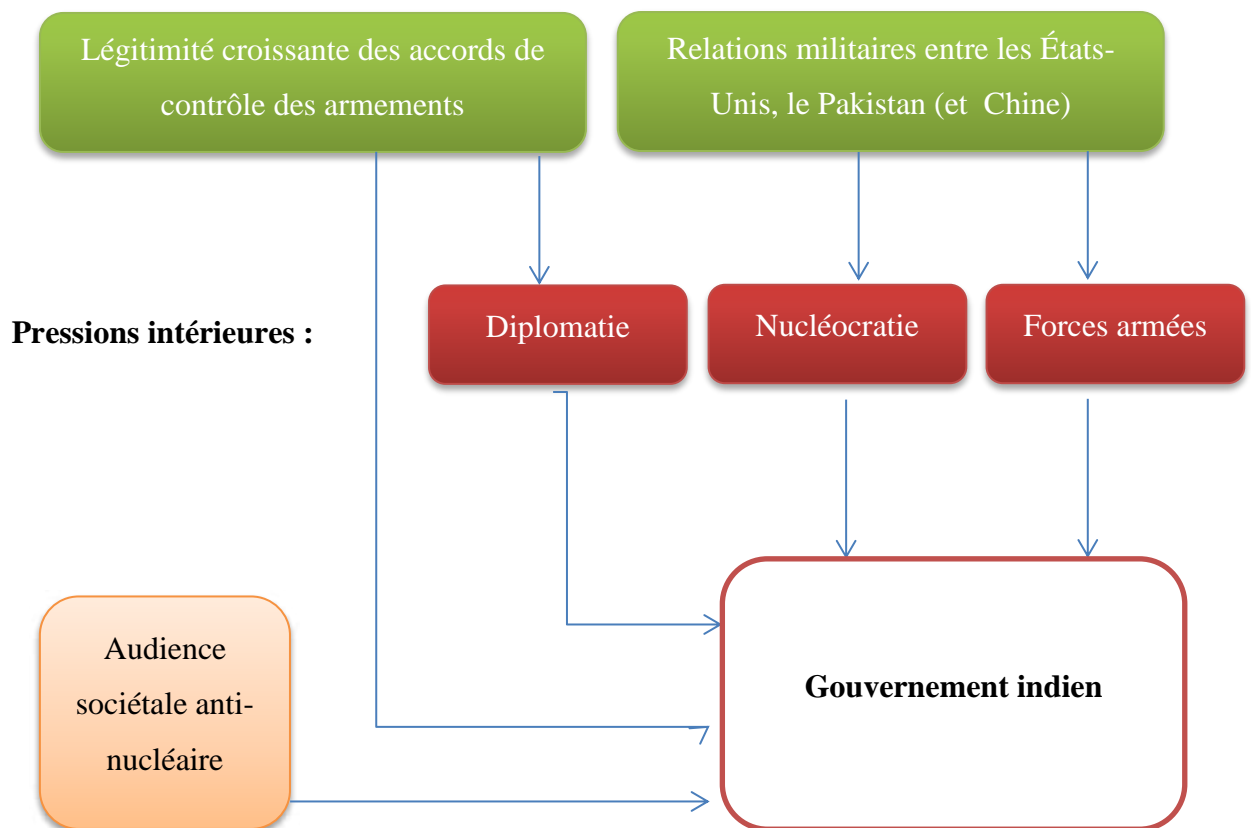 Légitimité croissante des accords de
contrôle des armements
Relations militaires entre les États-
Unis, le Pakistan (et  Chine)
Pressions intérieures :
Diplomatie
Nucléocratie
Forces armées
Audience
sociétale anti-
nucléaire
Gouvernement indien